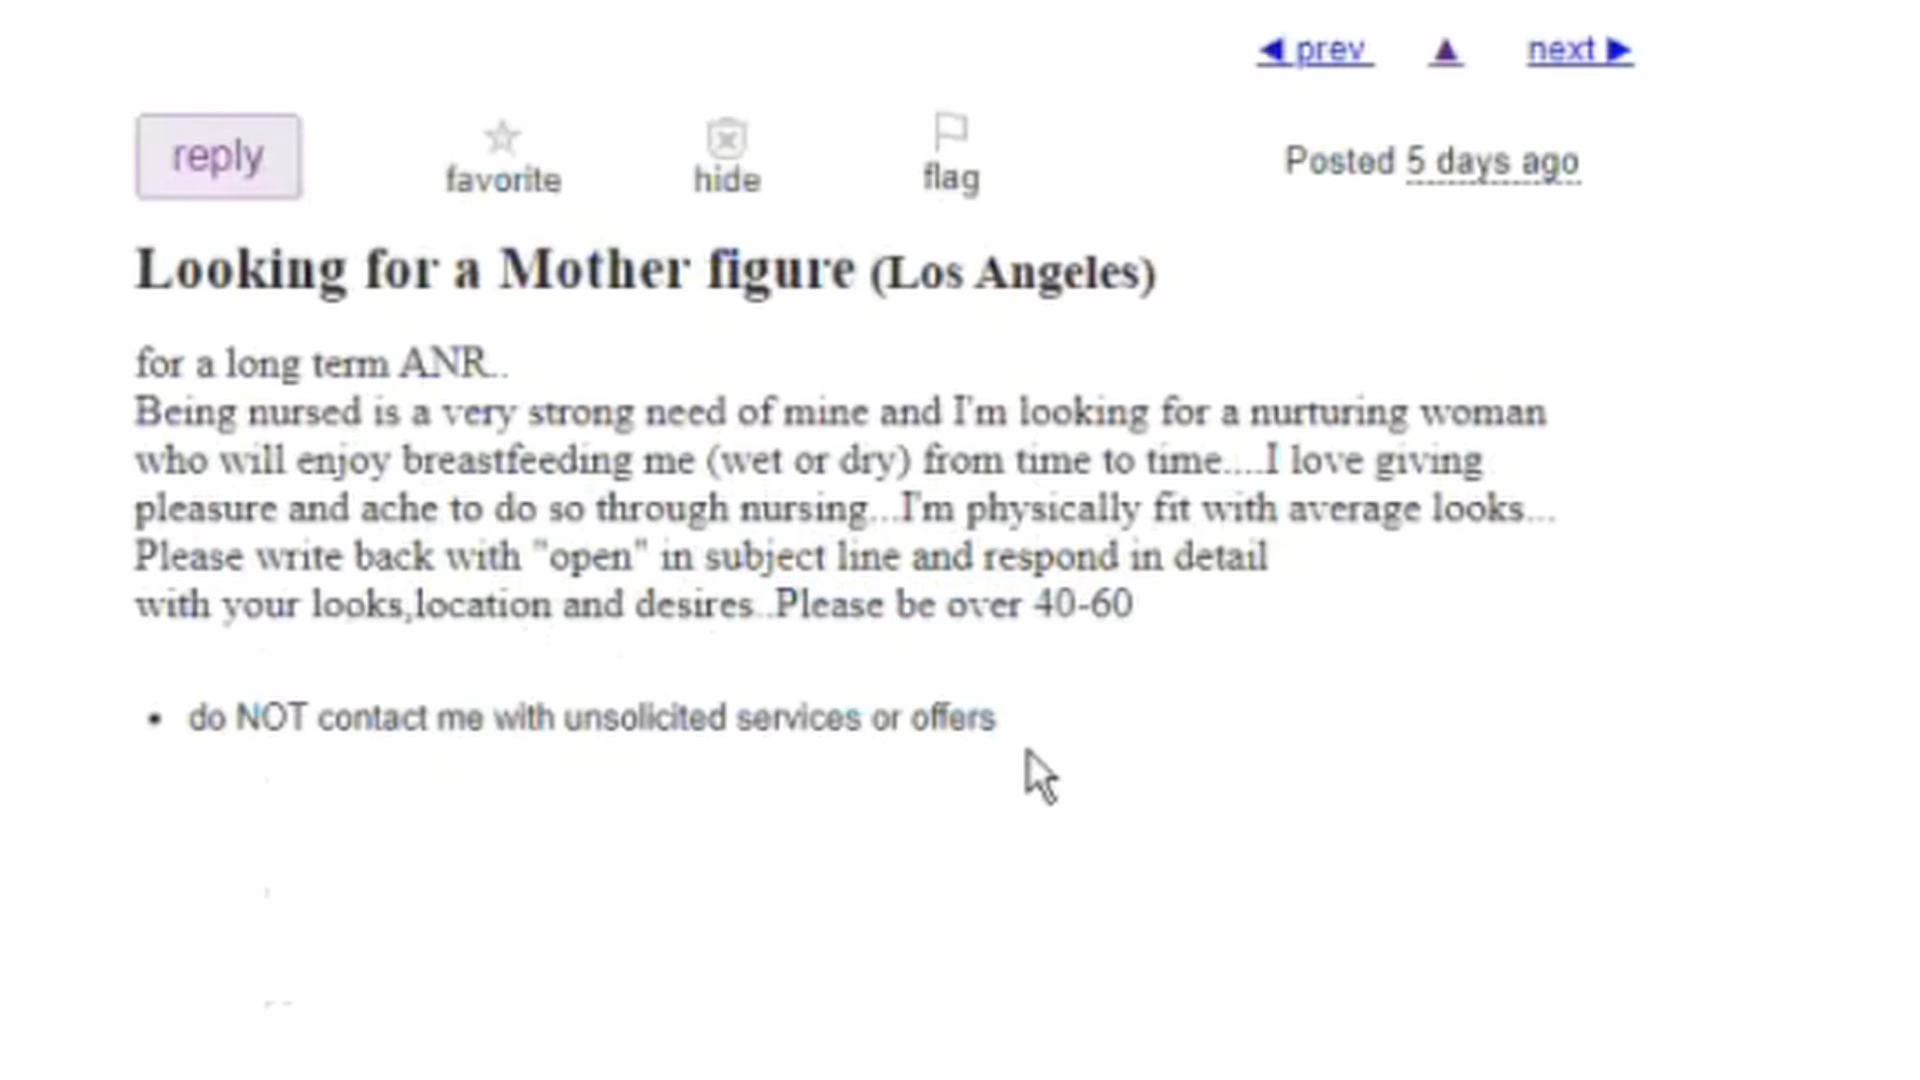 ◀ prev ▲ next ▶
reply favorite hide flag Posted 5 days ago
Looking for a Mother figure (Los Angeles)
for a long term ANR..
Being nursed is a very strong need of mine and I'm looking for a nurturing woman
who will enjoy breastfeeding me (wet or dry) from time to time....I love giving
pleasure and ache to do so through nursing...I'm physically fit with average looks...
Please write back with "open" in subject line and respond in detail
with your looks,location and desires..Please be over 40-60
• do NOT contact me with unsolicited services or offers